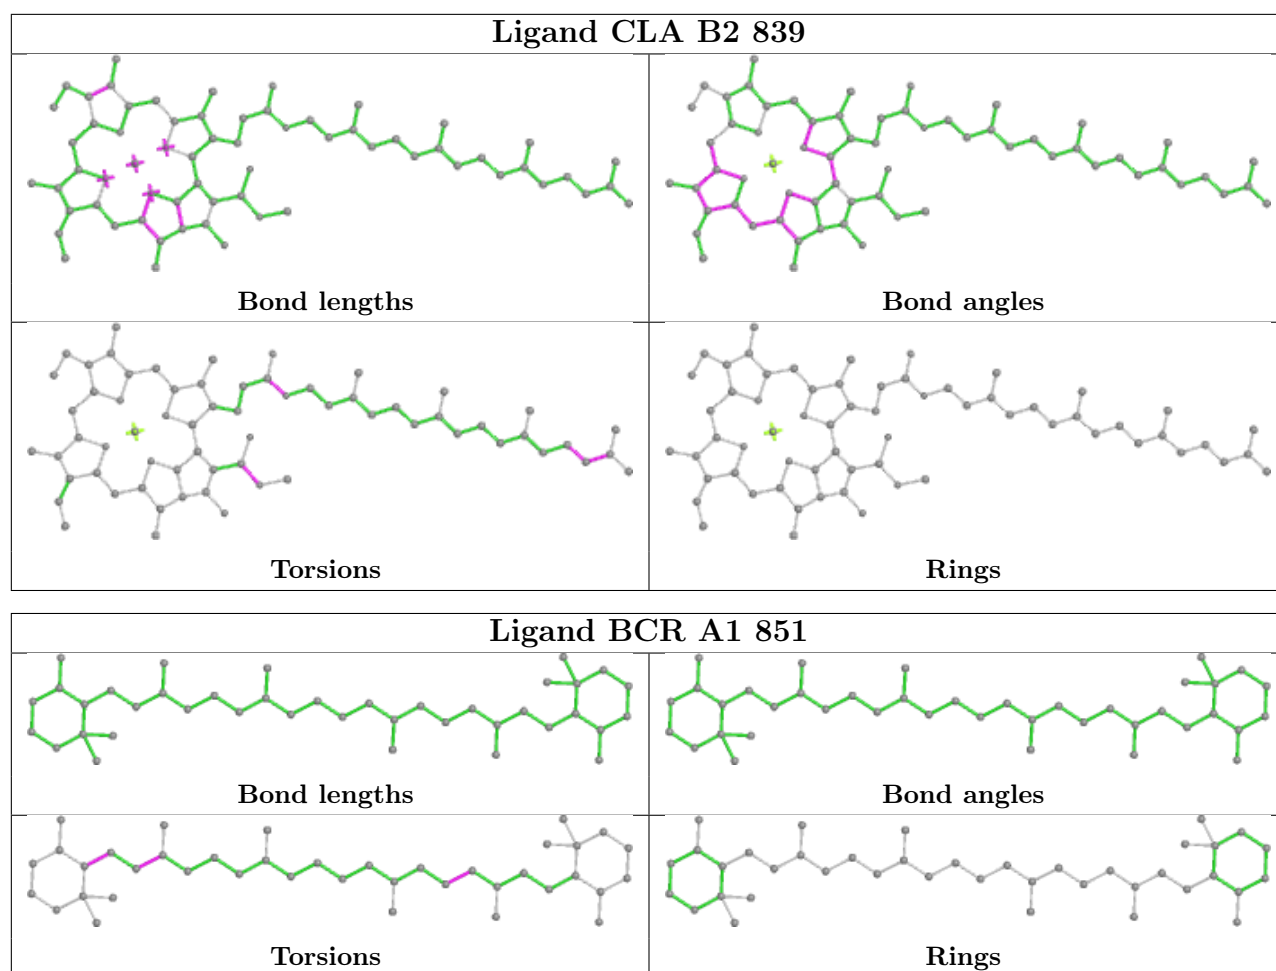 Ligand CLA B2 839
Bond lengths
Bond angles
Torsions
Rings
Ligand BCR A1 851
Bond lengths
Bond angles
Torsions
Rings